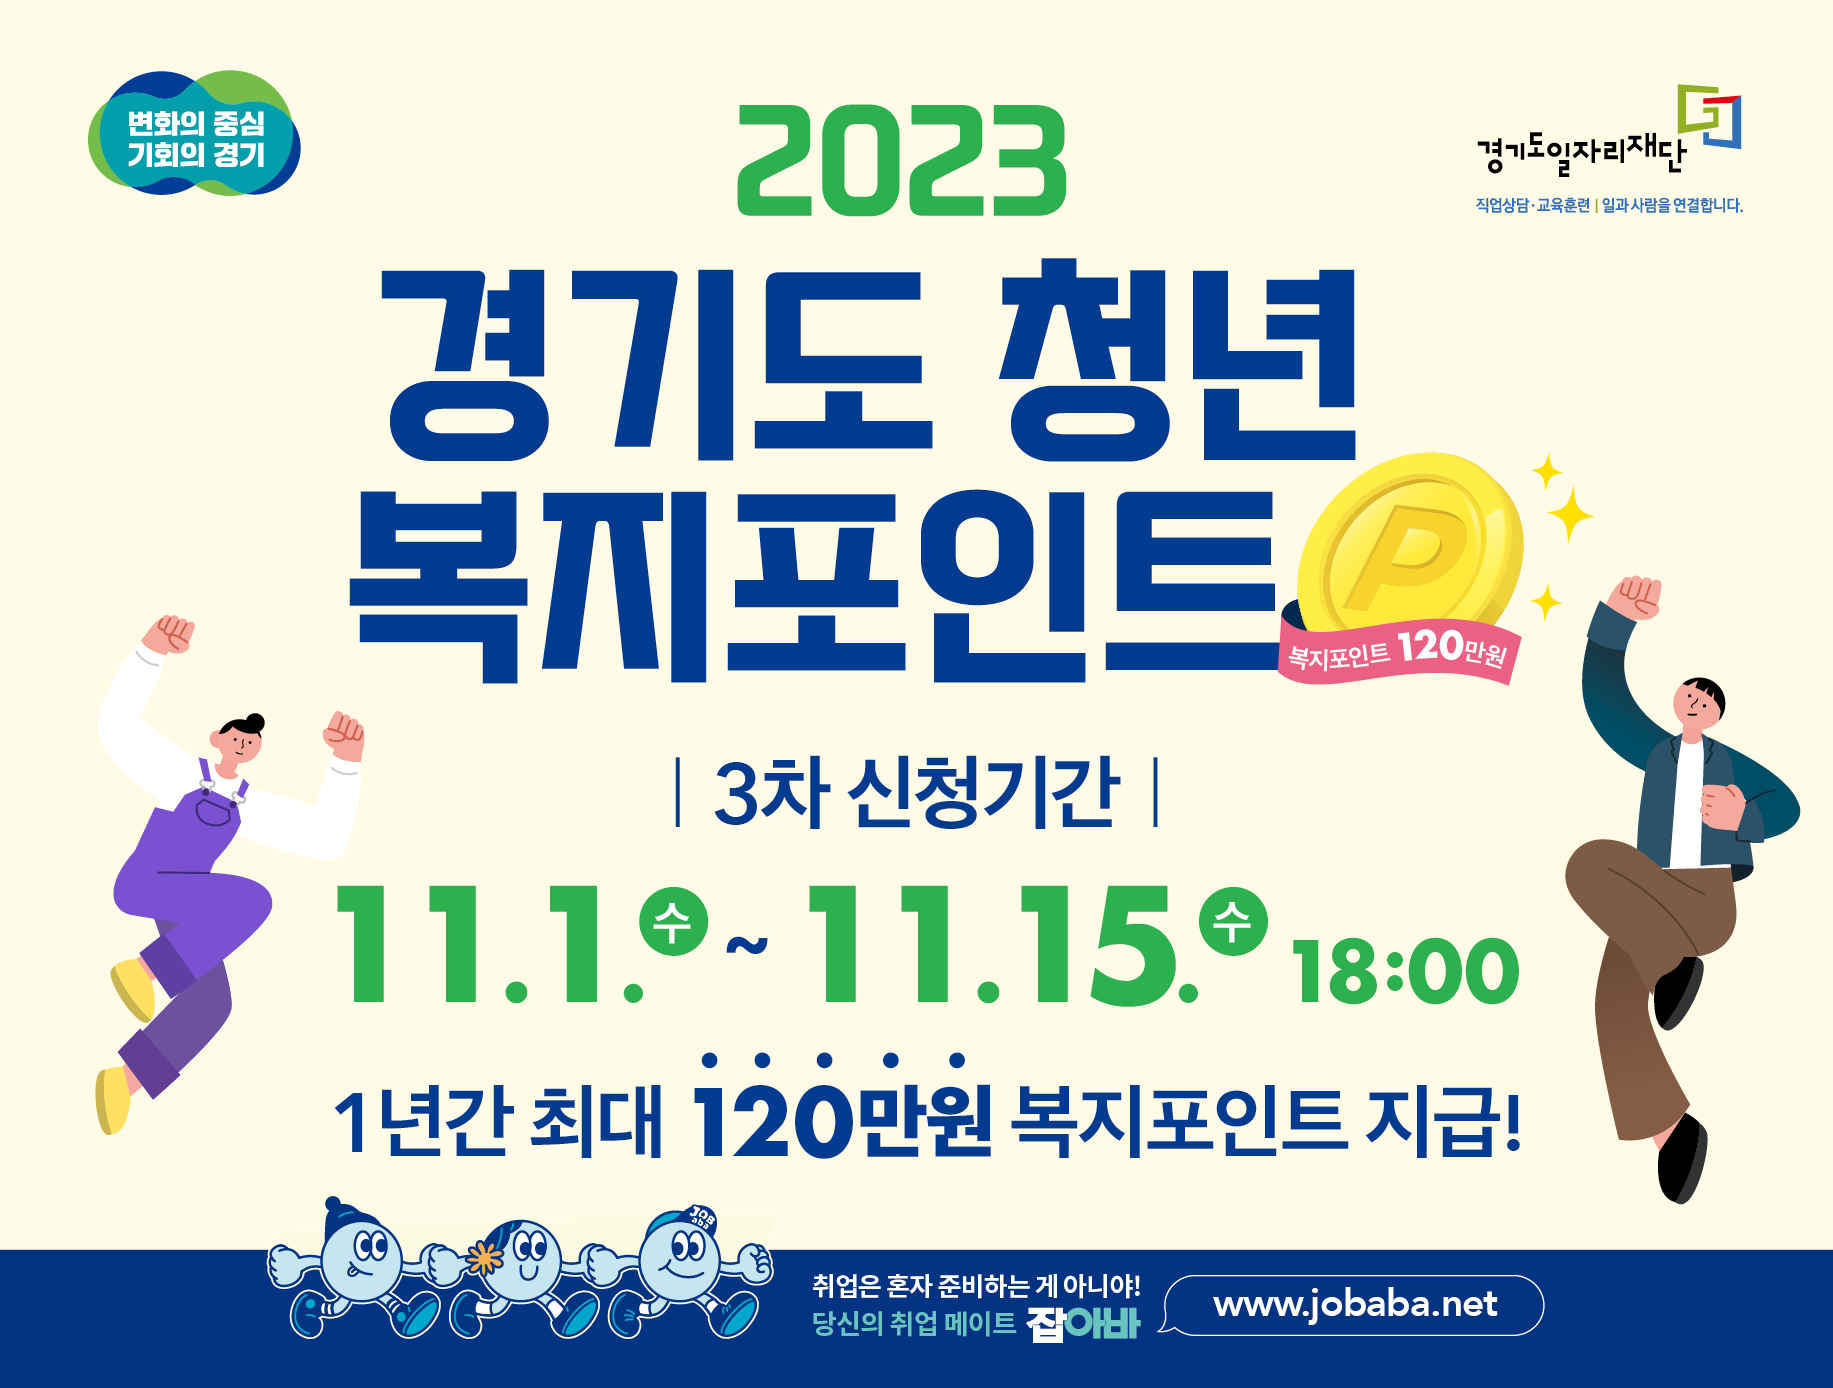 변화의 중심
기회의 경기
2023
경기도일자리재단
직업상담·교육훈련 | 일과 사람을 연결합니다.
경기도 청년
복지포인트
P
복지포인트 120만원
3차 신청기간
11.1.수 ~ 11.15.수 18:00
1년간 최대 120만원 복지포인트 지급!
JOB
aba
취업은 혼자 준비하는 게 아니야!
당신의 취업 메이트 잡아바
www.jobaba.net